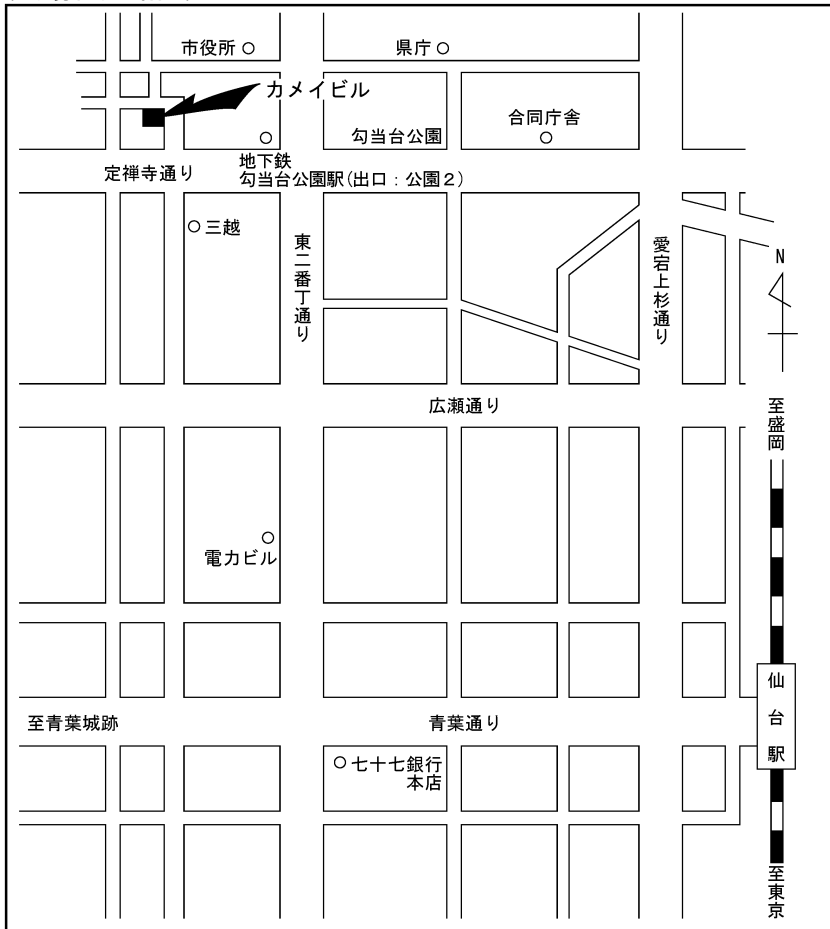 市役所
県庁
カメイビル
合同庁舎
勾当台公園
地下鉄
勾当台公園駅(出口：公園２)
定禅寺通り
三越
東二番丁通り
愛宕上杉通り
N
広瀬通り
至盛岡
電力ビル
仙台駅
至青葉城跡
青葉通り
七十七銀行
本店
至東京